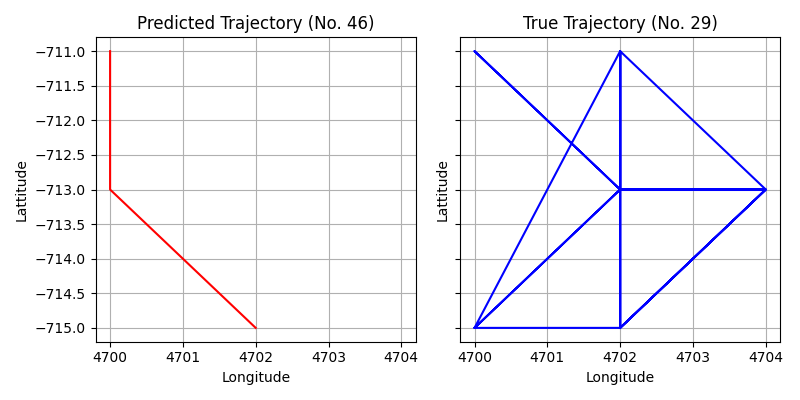 Predicted Trajectory (No. 46)
True Trajectory (No. 29)
−711.0
−711.5
−712.0
−712.5
−713.0
−713.5
−714.0
−714.5
−715.0
Lattitude
Lattitude
4700 4701 4702 4703 4704
4700 4701 4702 4703 4704
Longitude
Longitude